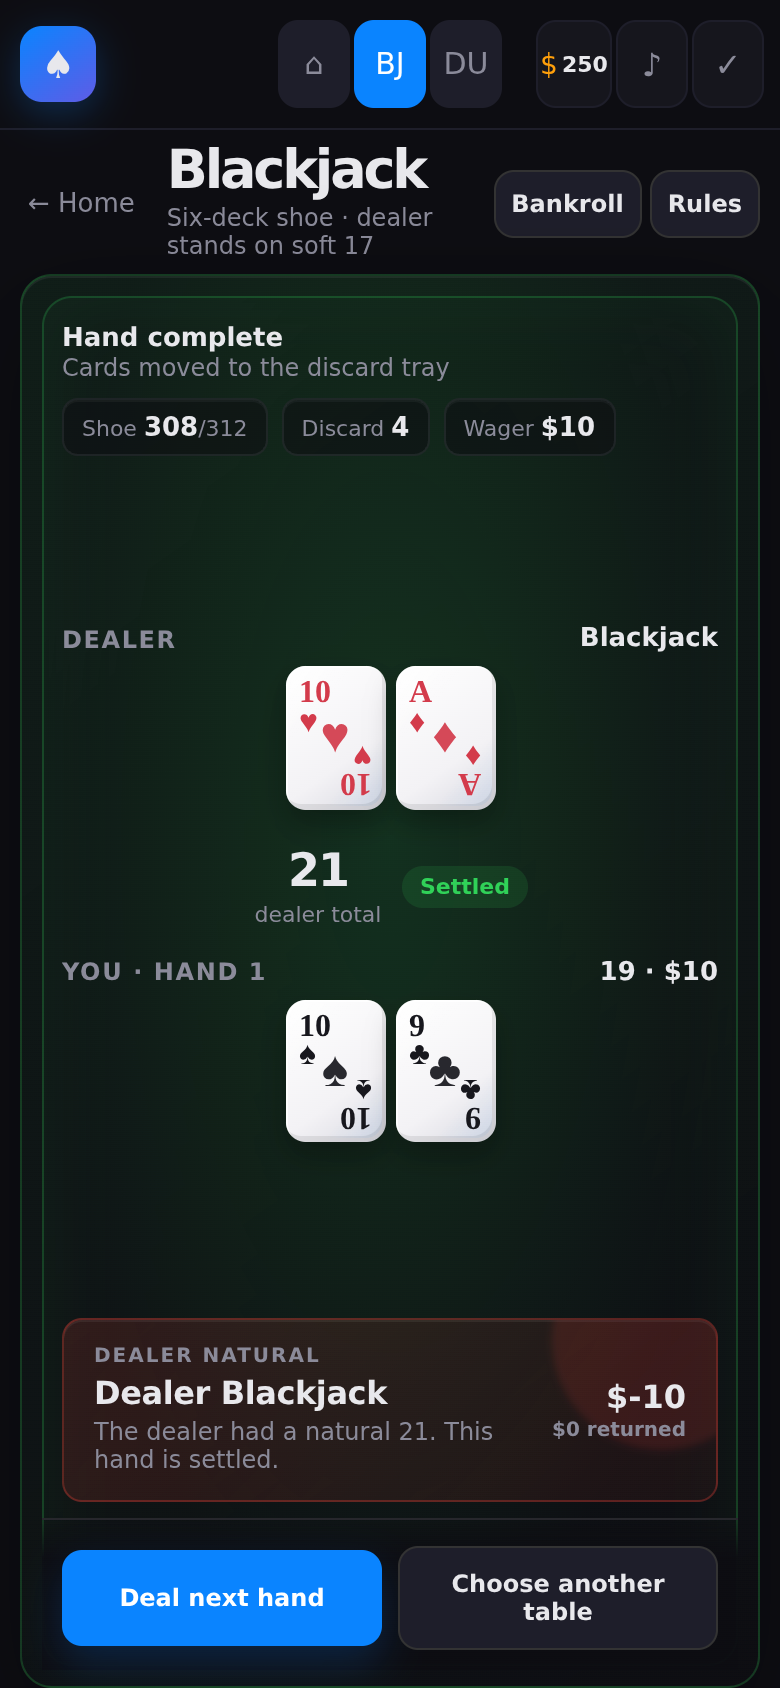 BJ DU $ 250 ✓
← Home
Blackjack
Six-deck shoe · dealer
stands on soft 17
Bankroll
Rules
Hand complete
Cards moved to the discard tray
Shoe 308/312
Discard 4
Wager $10
DEALER
Blackjack
10
10
A
A
21
dealer total
Settled
YOU · HAND 1
19 · $10
10
10
9
9
DEALER NATURAL
Dealer Blackjack
The dealer had a natural 21. This
hand is settled.
$-10
$0 returned
Deal next hand
Choose another
table